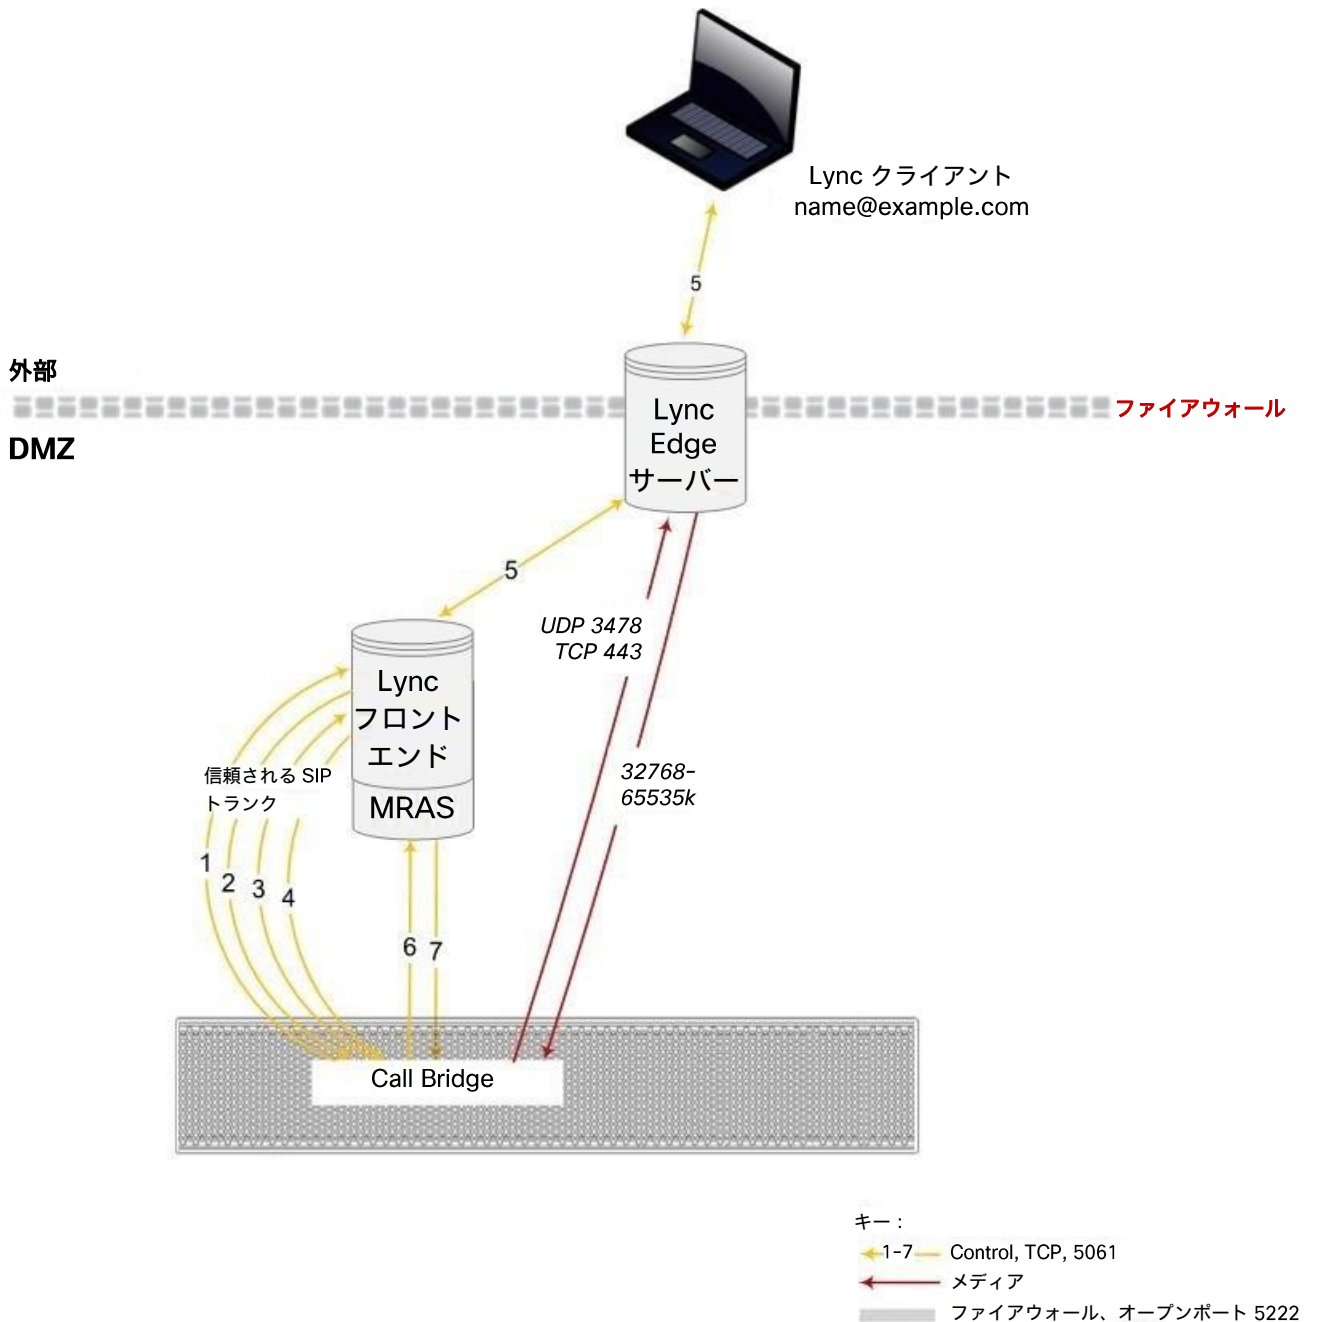 Lync クライアント
name@example.com
5
外部
ファイアウォール
DMZ
Lync
Edge
サーバー
5
UDP 3478
TCP 443
Lync
フロント
エンド
MRAS
信頼される SIP
トランク
32768-
65535k
1
2
3
4
6
7
Call Bridge
キー：
1-7
Control, TCP, 5061
メディア
ファイアウォール、オープンポート 5222